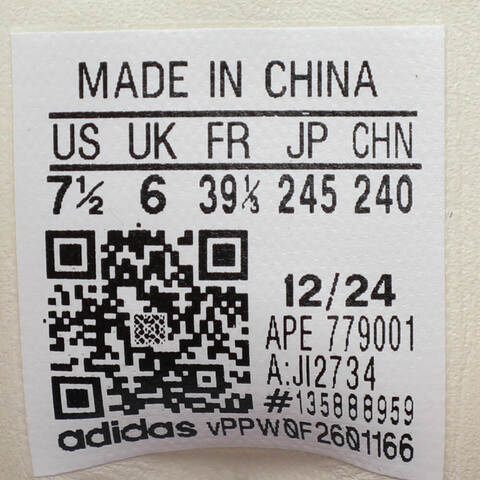 MADE IN CHINA
US UK FR JP CHN
7½ 6 39⅓ 245 240
12/24
APE 779001
A:JI2734
#135888959
adidas vPPW0F2601166